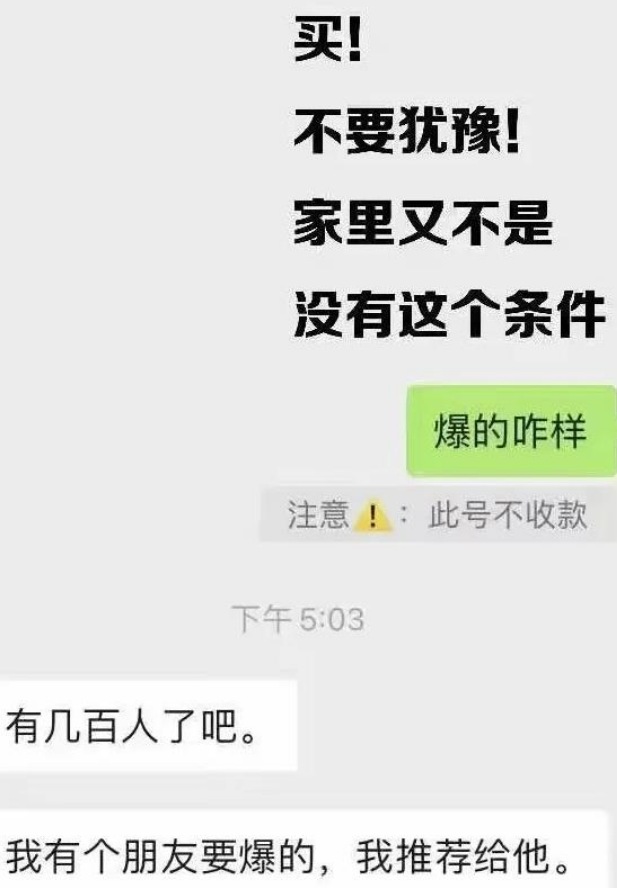 买!
不要犹豫!
家里又不是
没有这个条件
爆的咋样
注意⚠️：此号不收款
下午 5:03
有几百人了吧。
我有个朋友要爆的，我推荐给他。